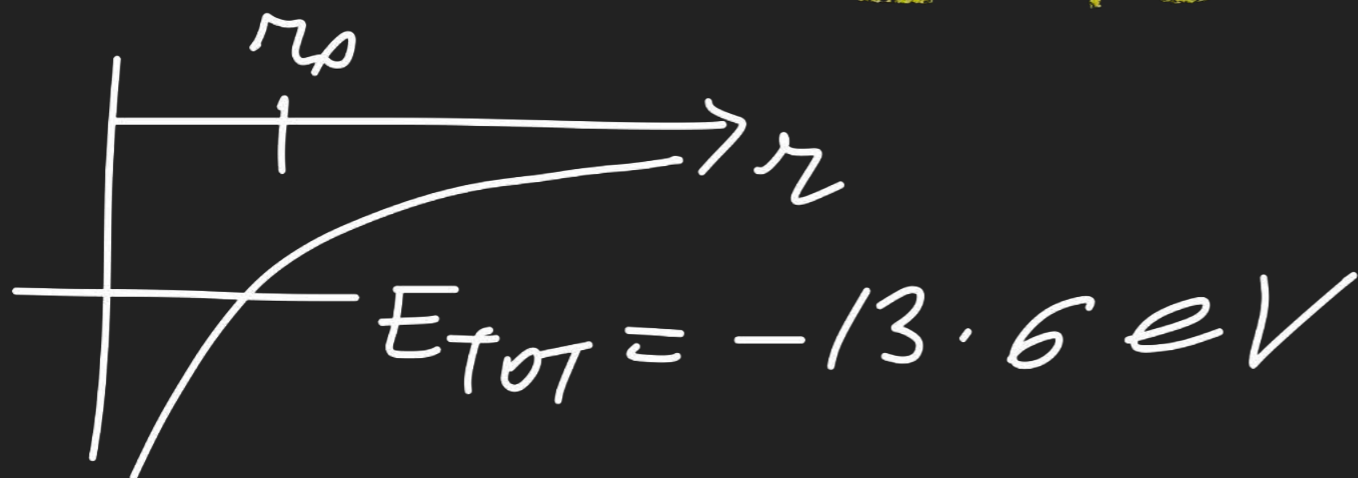 r₀
r
E_TOT = -13.6 eV